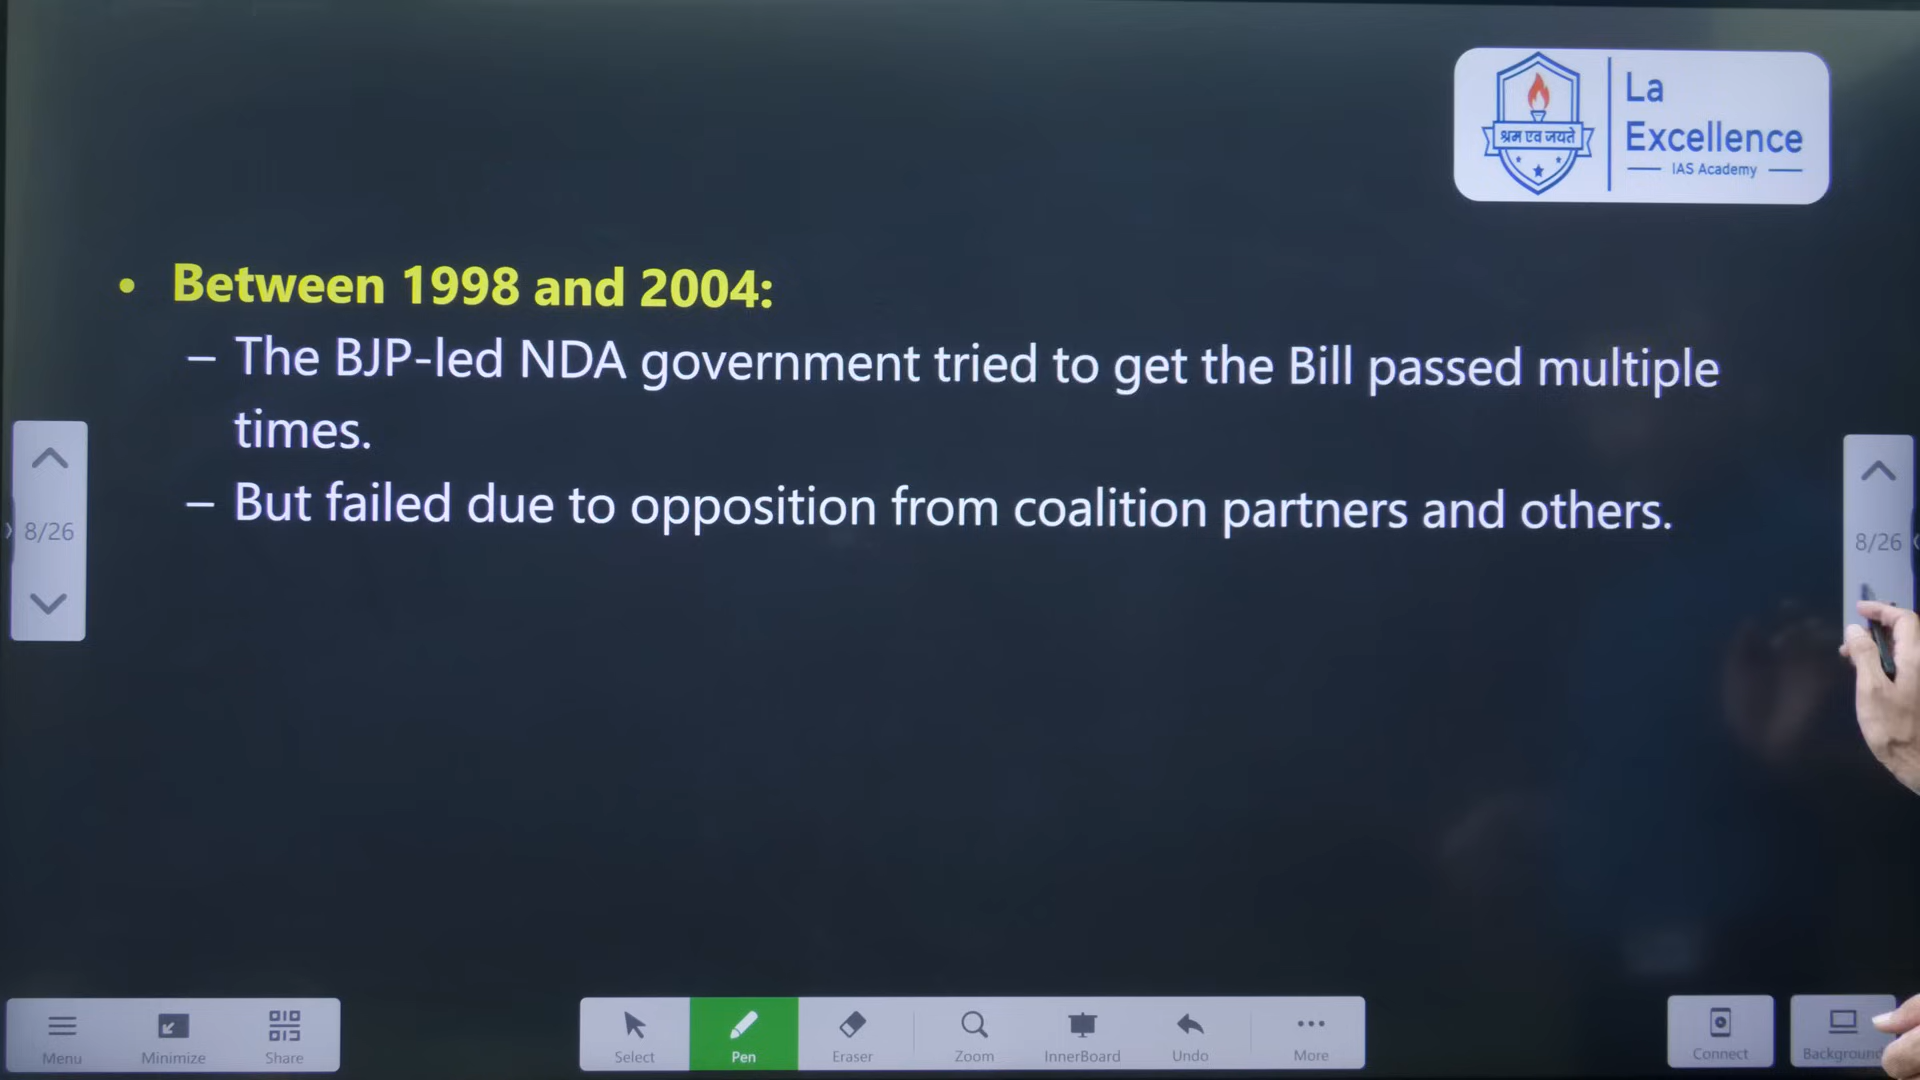 La
Excellence
IAS Academy
श्रम एव जयते
• Between 1998 and 2004:
– The BJP-led NDA government tried to get the Bill passed multiple
times.
– But failed due to opposition from coalition partners and others.
8/26
8/26
Menu
Minimize
Share
Select
Pen
Eraser
Zoom
InnerBoard
Undo
More
Connect
Background